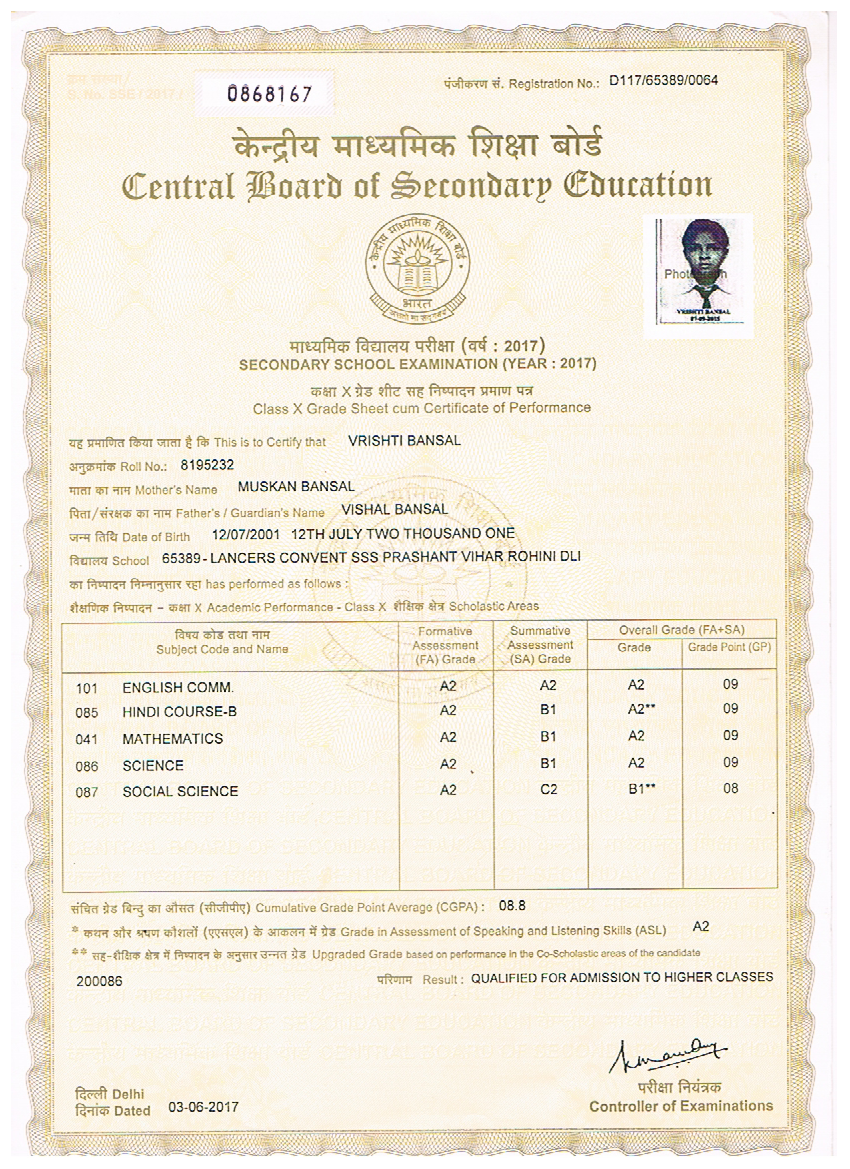 क्रम संख्या/
S. No. SSE / 2017 /
0868167
पंजीकरण सं. Registration No.: D117/65389/0064
केन्द्रीय माध्यमिक शिक्षा बोर्ड
Central Board of Secondary Education
केन्द्रीय माध्यमिक शिक्षा बोर्ड
भारत
असतो मा सद्गमय
VRISHTI BANSAL
माध्यमिक विद्यालय परीक्षा (वर्ष : 2017)
SECONDARY SCHOOL EXAMINATION (YEAR : 2017)
कक्षा X ग्रेड शीट सह निष्पादन प्रमाण पत्र
Class X Grade Sheet cum Certificate of Performance
यह प्रमाणित किया जाता है कि This is to Certify that VRISHTI BANSAL
अनुक्रमांक Roll No.: 8195232
माता का नाम Mother's Name MUSKAN BANSAL
पिता/संरक्षक का नाम Father's / Guardian's Name VISHAL BANSAL
जन्म तिथि Date of Birth 12/07/2001 12TH JULY TWO THOUSAND ONE
विद्यालय School 65389-LANCERS CONVENT SSS PRASHANT VIHAR ROHINI DLI
का निष्पादन निम्नानुसार रहा has performed as follows :
शैक्षणिक निष्पादन – कक्षा X Academic Performance - Class X शैक्षिक क्षेत्र Scholastic Areas
विषय कोड तथा नाम
Subject Code and Name
Formative Assessment (FA) Grade
Summative Assessment (SA) Grade
Overall Grade (FA+SA)
Grade
Grade Point (GP)
101 ENGLISH COMM. A2 A2 A2 09
085 HINDI COURSE-B A2 B1 A2** 09
041 MATHEMATICS A2 B1 A2 09
086 SCIENCE A2 B1 A2 09
087 SOCIAL SCIENCE A2 C2 B1** 08
संचित ग्रेड बिन्दु का औसत (सीजीपीए) Cumulative Grade Point Average (CGPA) : 08.8
* कथन और श्रवण कौशलों (एएसएल) के आकलन में ग्रेड Grade in Assessment of Speaking and Listening Skills (ASL) A2
** सह-शैक्षिक क्षेत्र में निष्पादन के अनुसार उन्नत ग्रेड Upgraded Grade based on performance in the Co-Scholastic areas of the candidate
200086
परिणाम Result : QUALIFIED FOR ADMISSION TO HIGHER CLASSES
दिल्ली Delhi
दिनांक Dated 03-06-2017
परीक्षा नियंत्रक
Controller of Examinations